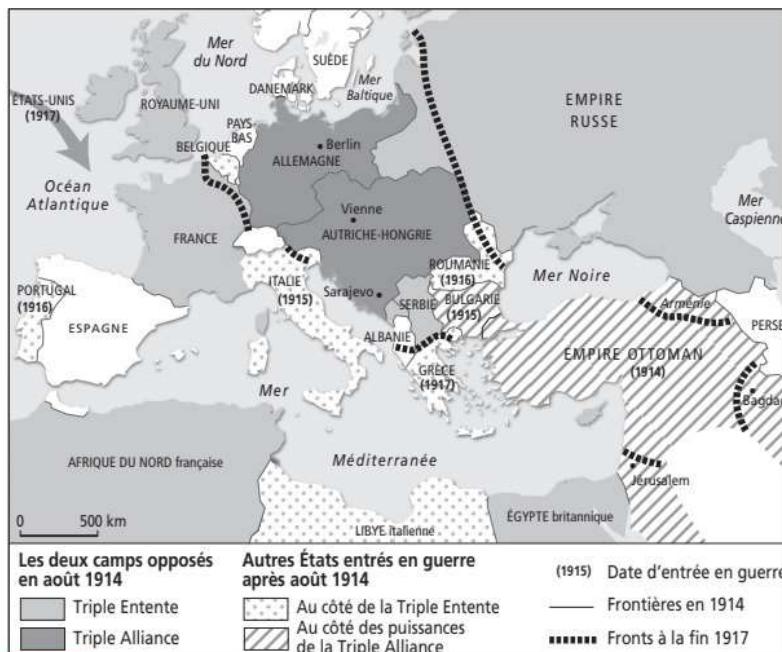 Mer
du Nord
SUÈDE
DANEMARK
Mer
Baltique
ÉTATS-UNIS
(1917)
ROYAUME-UNI
EMPIRE
RUSSE
PAYS-
BAS
Berlin
BELGIQUE
ALLEMAGNE
Océan
Atlantique
Vienne
AUTRICHE-HONGRIE
Mer
Caspienne
FRANCE
ROUMANIE
(1916)
Mer Noire
PORTUGAL
(1916)
ITALIE
(1915)
Sarajevo
SERBIE
BULGARIE
(1915)
Arménie
PERSE
ESPAGNE
ALBANIE
EMPIRE OTTOMAN
(1914)
GRÈCE
(1917)
Bagdad
Mer
Méditerranée
AFRIQUE DU NORD française
Jérusalem
0 500 km
LIBYE italienne
ÉGYPTE britannique
Les deux camps opposés
en août 1914
Triple Entente
Triple Alliance
Autres États entrés en guerre
après août 1914
Au côté de la Triple Entente
Au côté des puissances
de la Triple Alliance
(1915) Date d'entrée en guerre
Frontières en 1914
Fronts à la fin 1917